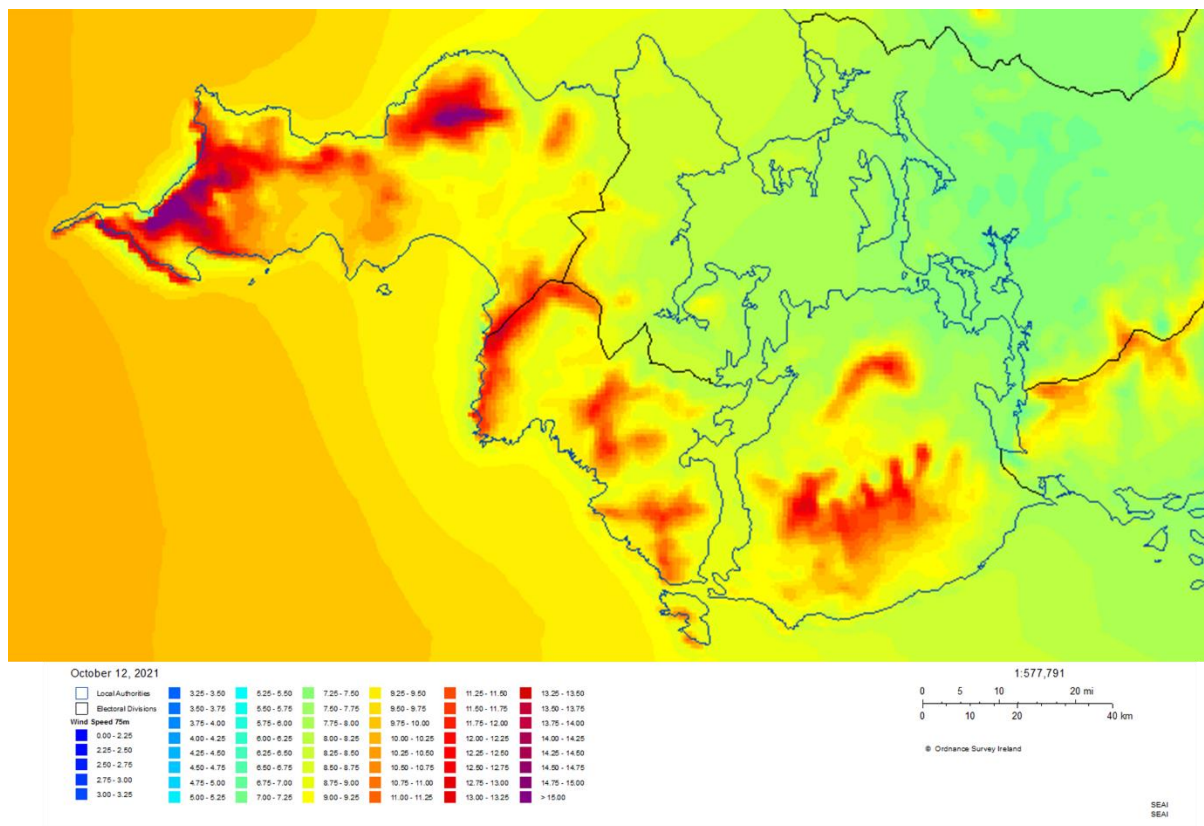 October 12, 2021
1:577,791
Local Authorities
Electoral Divisions
Wind Speed 75m
0.00 - 2.25
2.25 - 2.50
2.50 - 2.75
2.75 - 3.00
3.00 - 3.25
3.25 - 3.50
3.50 - 3.75
3.75 - 4.00
4.00 - 4.25
4.25 - 4.50
4.50 - 4.75
4.75 - 5.00
5.00 - 5.25
5.25 - 5.50
5.50 - 5.75
5.75 - 6.00
6.00 - 6.25
6.25 - 6.50
6.50 - 6.75
6.75 - 7.00
7.00 - 7.25
7.25 - 7.50
7.50 - 7.75
7.75 - 8.00
8.00 - 8.25
8.25 - 8.50
8.50 - 8.75
8.75 - 9.00
9.00 - 9.25
9.25 - 9.50
9.50 - 9.75
9.75 - 10.00
10.00 - 10.25
10.25 - 10.50
10.50 - 10.75
10.75 - 11.00
11.00 - 11.25
11.25 - 11.50
11.50 - 11.75
11.75 - 12.00
12.00 - 12.25
12.25 - 12.50
12.50 - 12.75
12.75 - 13.00
13.00 - 13.25
13.25 - 13.50
13.50 - 13.75
13.75 - 14.00
14.00 - 14.25
14.25 - 14.50
14.50 - 14.75
14.75 - 15.00
> 15.00
0 5 10 20 mi
0 10 20 40 km
© Ordnance Survey Ireland
SEAI
SEAI